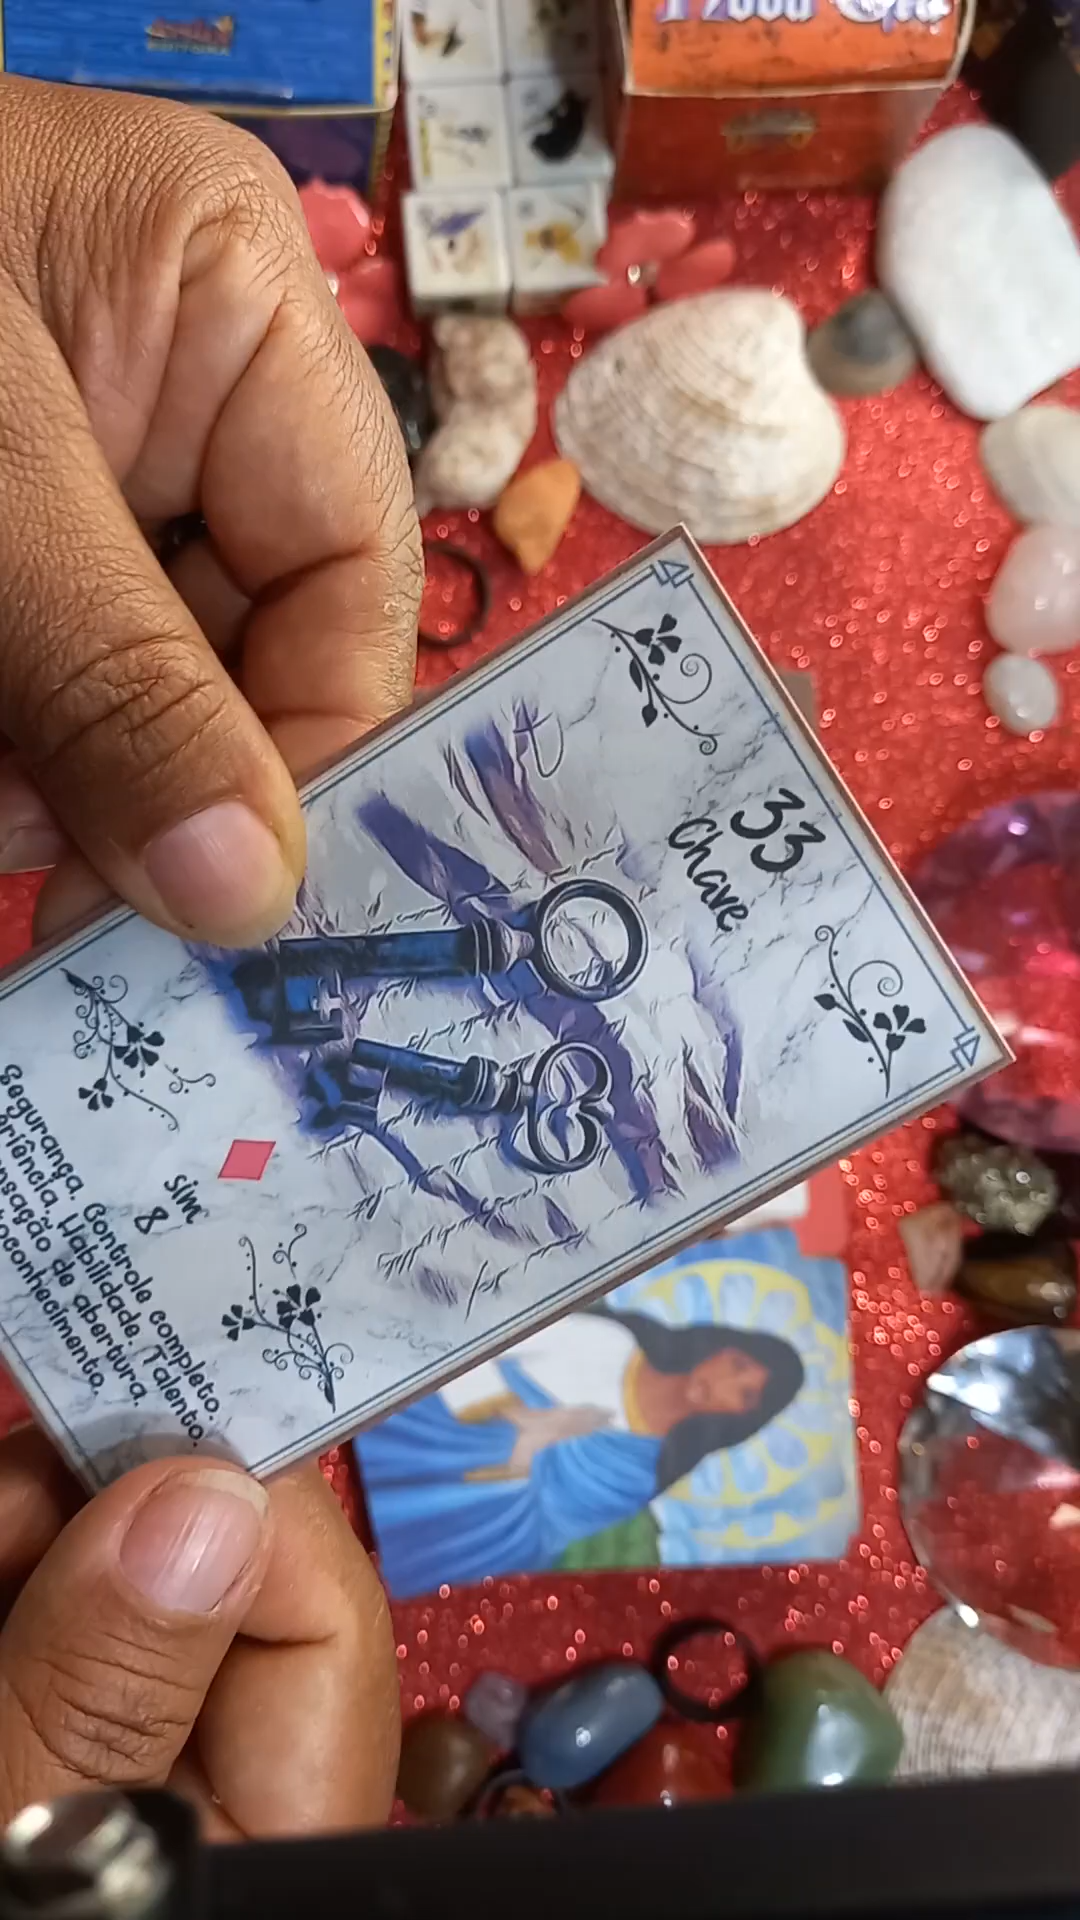 33
Chave
sim
8
Segurança. Controle completo.
Habilidade. Talento.
de abertura.